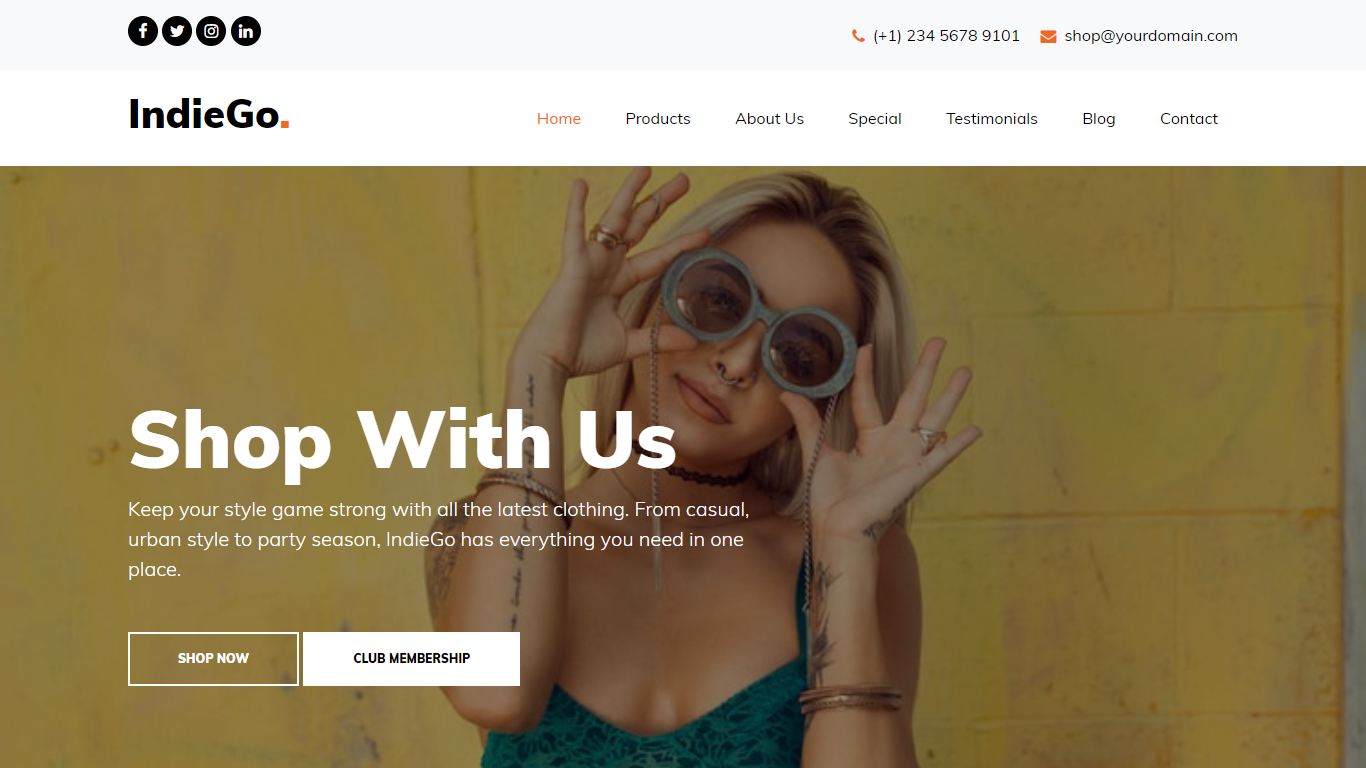 (+1) 234 5678 9101 shop@yourdomain.com
IndieGo.
Home Products About Us Special Testimonials Blog Contact
Shop With Us
Keep your style game strong with all the latest clothing. From casual,
urban style to party season, IndieGo has everything you need in one
place.
SHOP NOW CLUB MEMBERSHIP